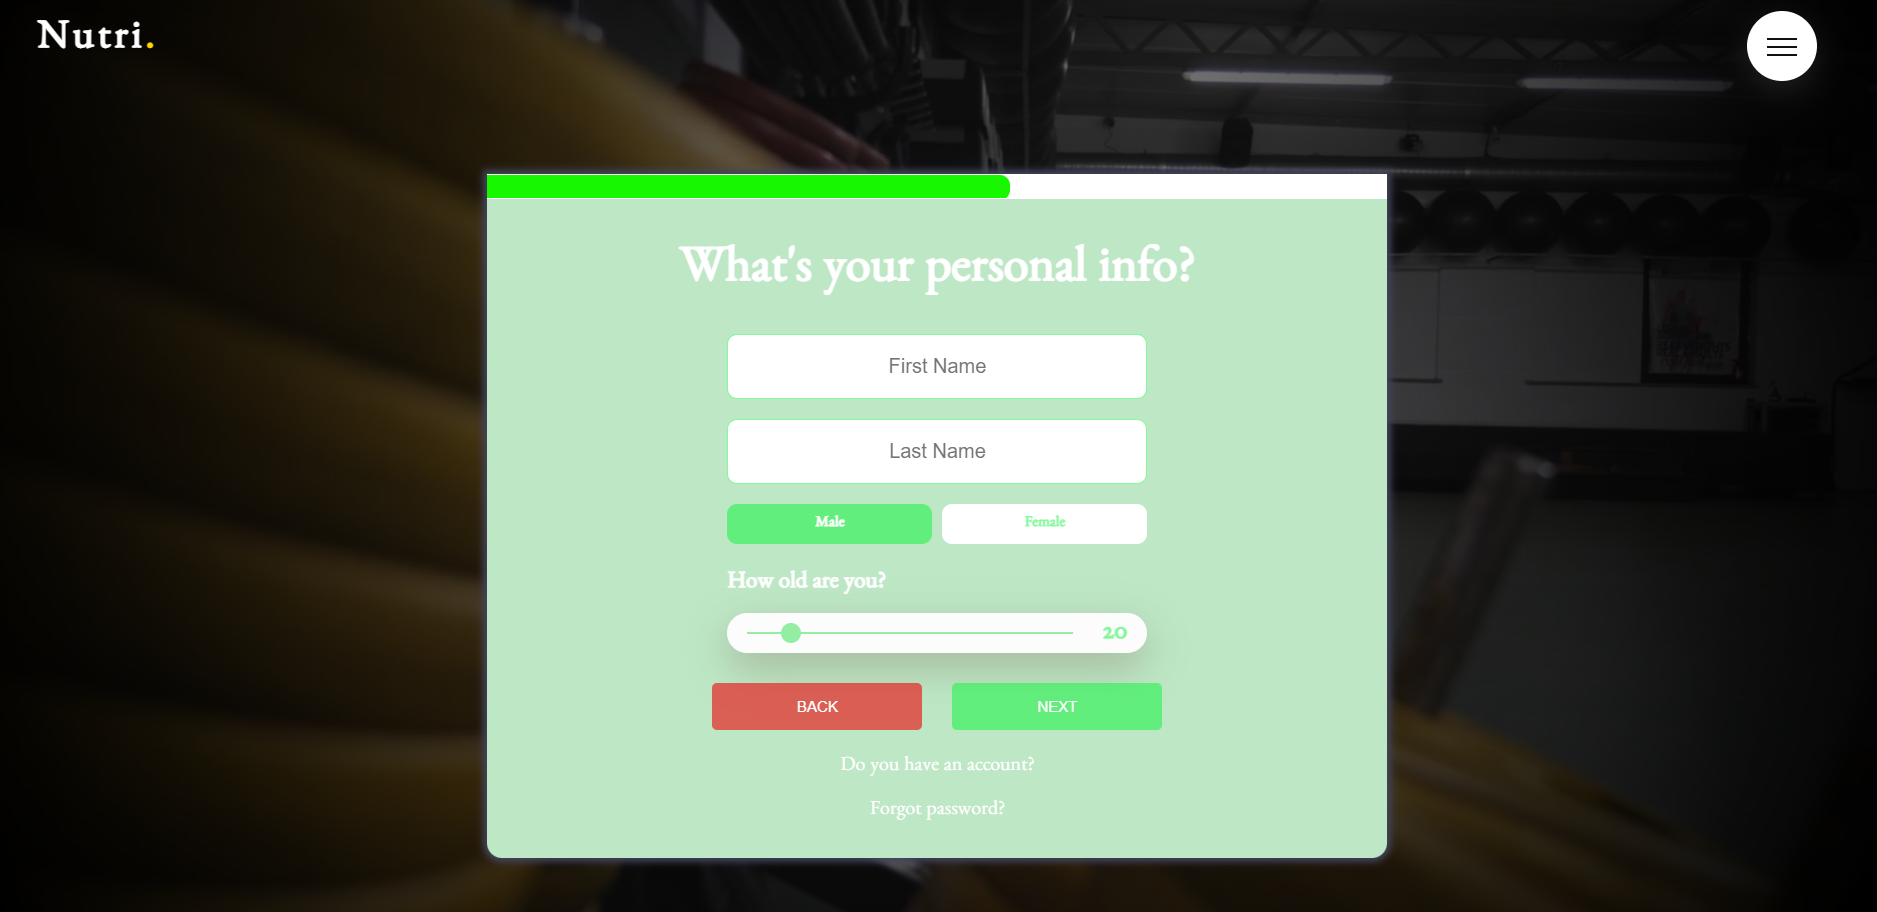 Nutri.
What's your personal info?
First Name
Last Name
Male
Female
How old are you?
20
BACK
NEXT
Do you have an account?
Forgot password?